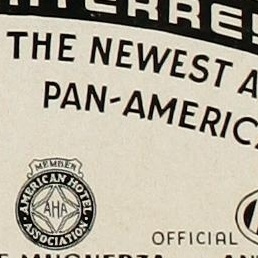 THE NEWEST A
PAN-AMERIC
MEMBER
AMERICAN HOTEL
AHA
ASSOCIATION
OFFICIAL